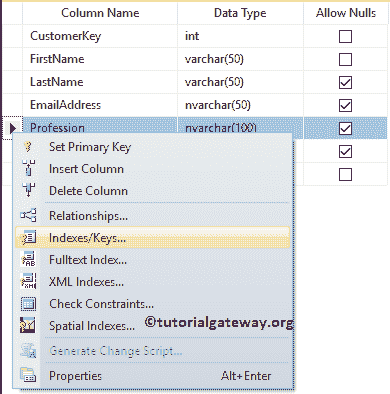 Column Name Data Type Allow Nulls
CustomerKey int
FirstName varchar(50)
LastName varchar(50)
EmailAddress nvarchar(50)
Profession nvarchar(100)
Set Primary Key
Insert Column
Delete Column
Relationships...
Indexes/Keys...
Fulltext Index...
XML Indexes...
Check Constraints...
Spatial Indexes...
©tutorialgateway.org
Generate Change Script...
Properties Alt+Enter